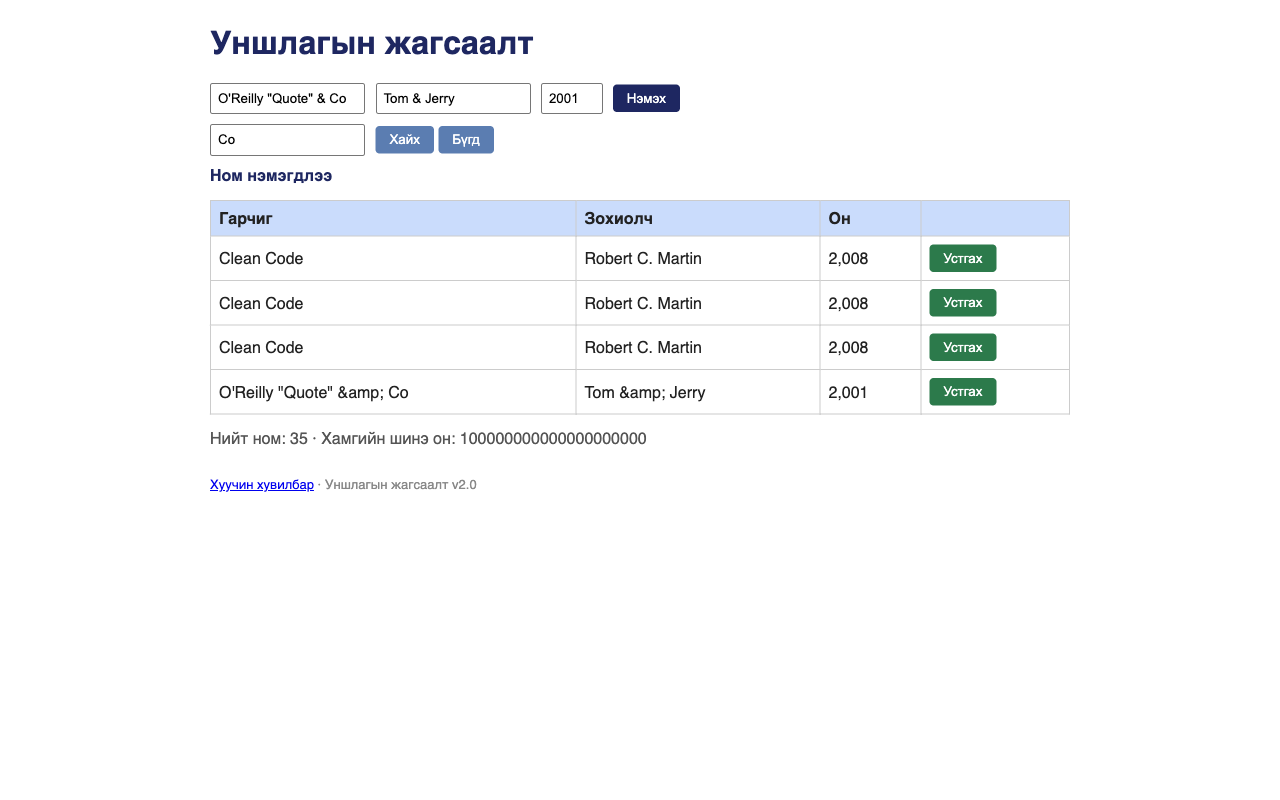 Уншлагын жагсаалт
O'Reilly "Quote" & Co Tom & Jerry 2001 Нэмэх
Co Хайх Бүгд
Ном нэмэгдлээ
Гарчиг Зохиолч Он
Clean Code Robert C. Martin 2,008 Устгах
Clean Code Robert C. Martin 2,008 Устгах
Clean Code Robert C. Martin 2,008 Устгах
O'Reilly "Quote" &amp; Co Tom &amp; Jerry 2,001 Устгах
Нийт ном: 35 · Хамгийн шинэ он: 100000000000000000000
Хуучин хувилбар · Уншлагын жагсаалт v2.0